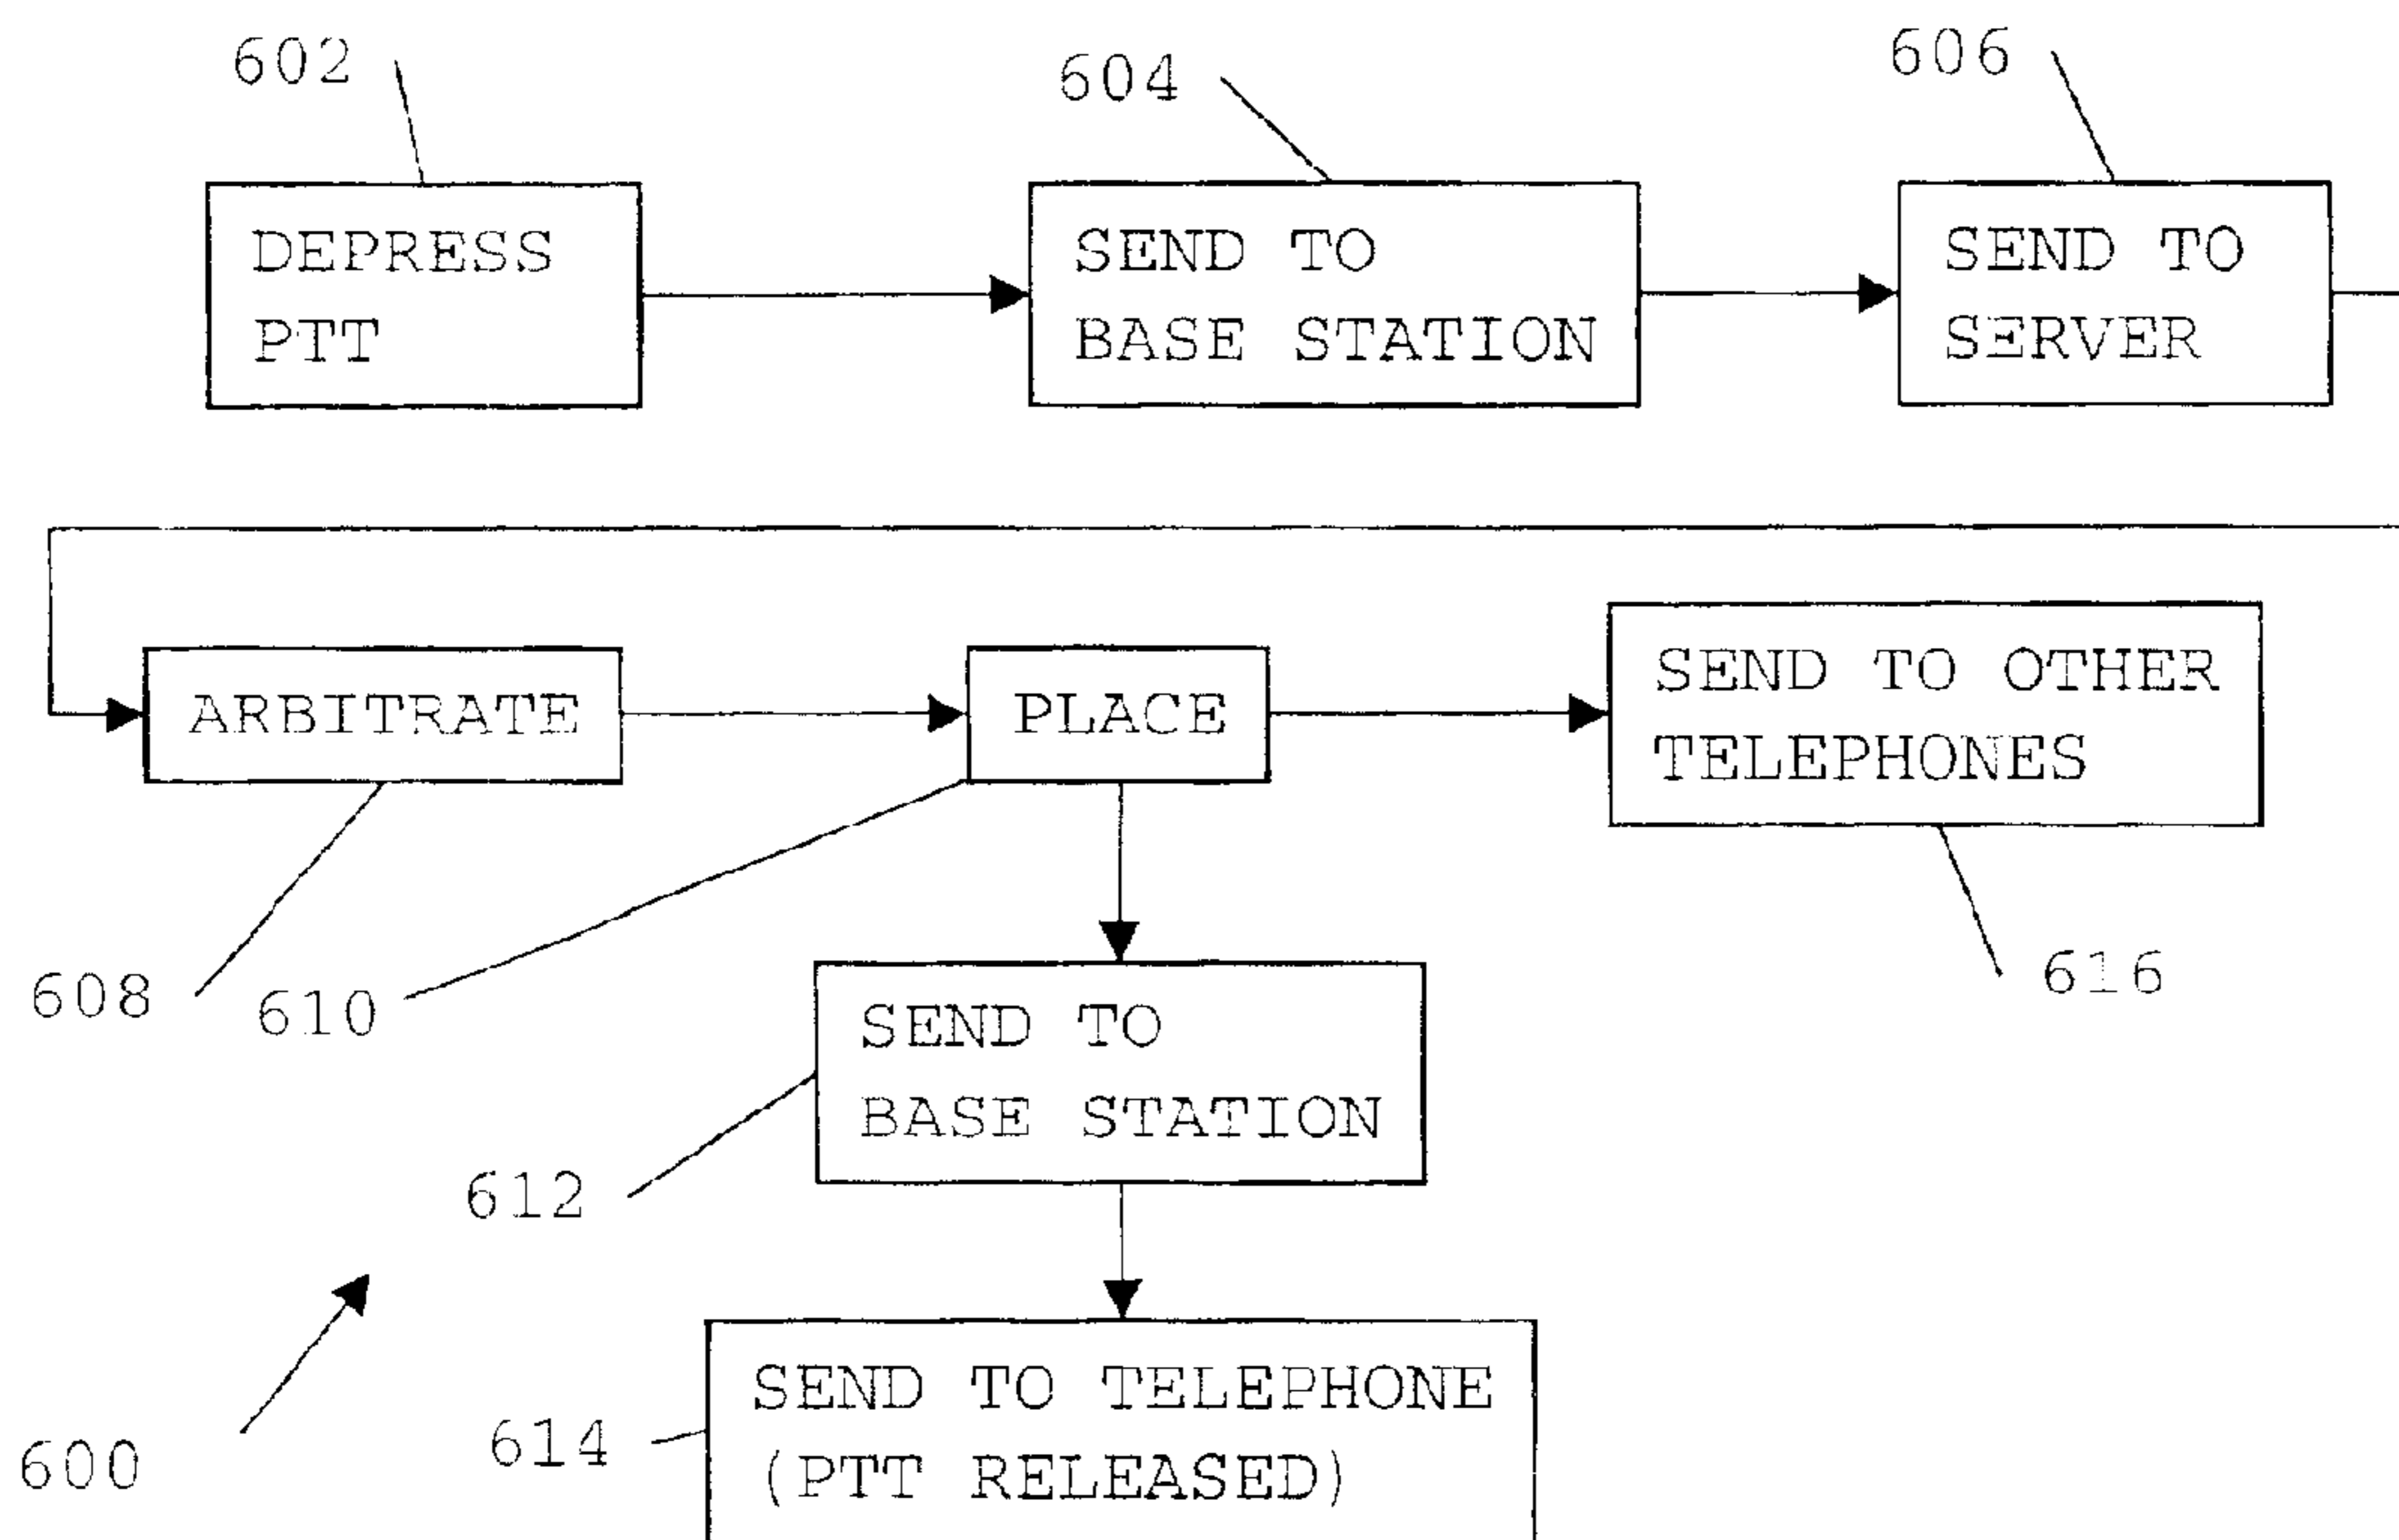 602
604
606
DEPRESS
PTT
SEND TO
BASE STATION
SEND TO
SERVER
ARBITRATE
PLACE
SEND TO OTHER
TELEPHONES
608
610
616
SEND TO
BASE STATION
612
SEND TO TELEPHONE
(PTT RELEASED)
614
600